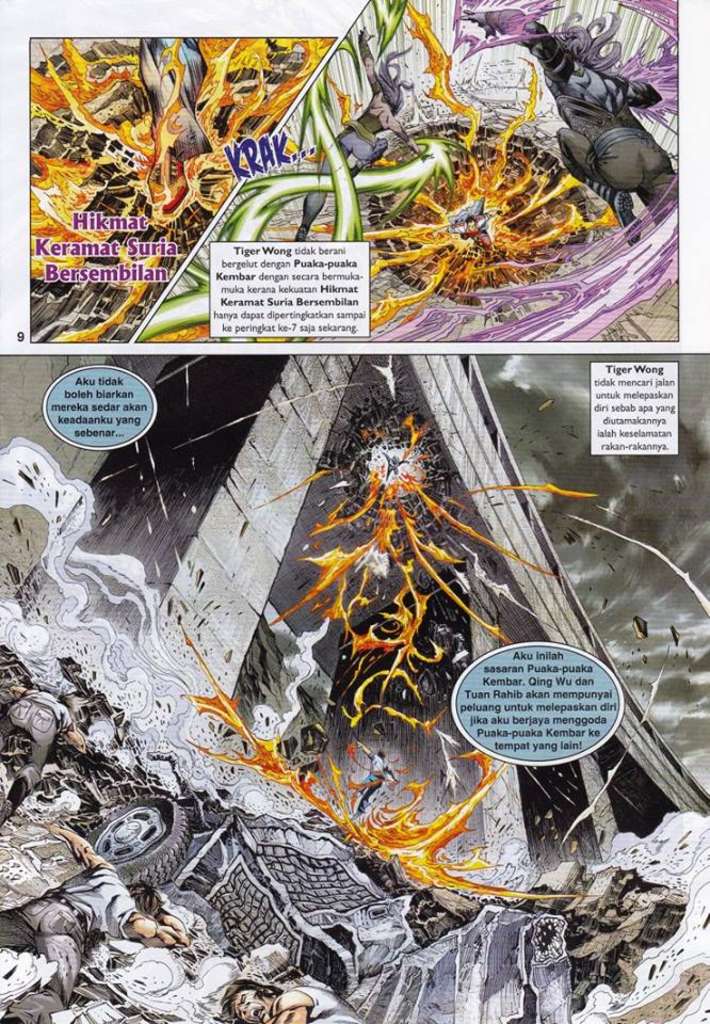 Hikmat
Keramat Suria
Bersembilan
KRAK...
Tiger Wong tidak berani
bergelut dengan Puaka-puaka
Kembar dengan secara bermuka-
muka kerana kekuatan Hikmat
Keramat Suria Bersembilan
hanya dapat dipertingkatkan sampai
ke peringkat ke-7 saja sekarang.
9
Aku tidak
boleh biarkan
mereka sedar akan
keadaanku yang
sebenar...
Tiger Wong
tidak mencari jalan
untuk melepaskan
diri sebab apa yang
diutamakannya
ialah keselamatan
rakan-rakannya.
Aku inilah
sasaran Puaka-puaka
Kembar. Qing Wu dan
Tuan Rahib akan mempunyai
peluang untuk melepaskan diri
jika aku berjaya menggoda
Puaka-puaka Kembar ke
tempat yang lain!